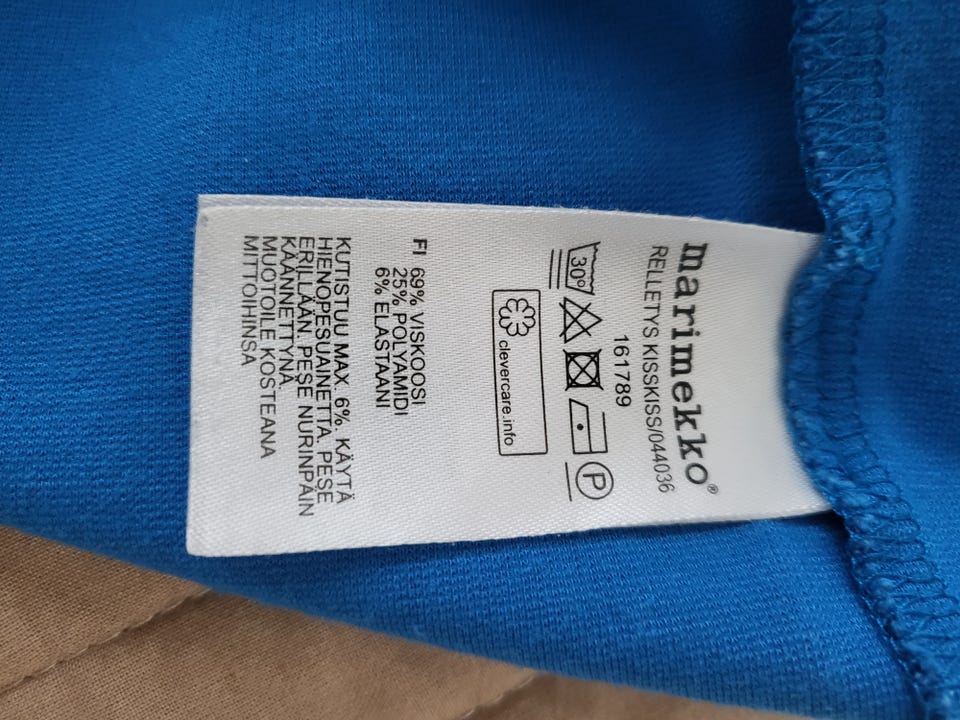 marimekko®
RELLETYS KISSKISS/044036
161789
30°
P
clevercare.info
FI 69% VISKOOSI
25% POLYAMIDI
6% ELASTAANI
KUTISTUU MAX. 6%. KÄYTÄ
HIENOPESUAINETTA. PESE
ERILLÄÄN. PESE NURINPÄIN
KÄÄNNETTYNÄ.
MUOTOILE KOSTEANA
MITTOIHINSA